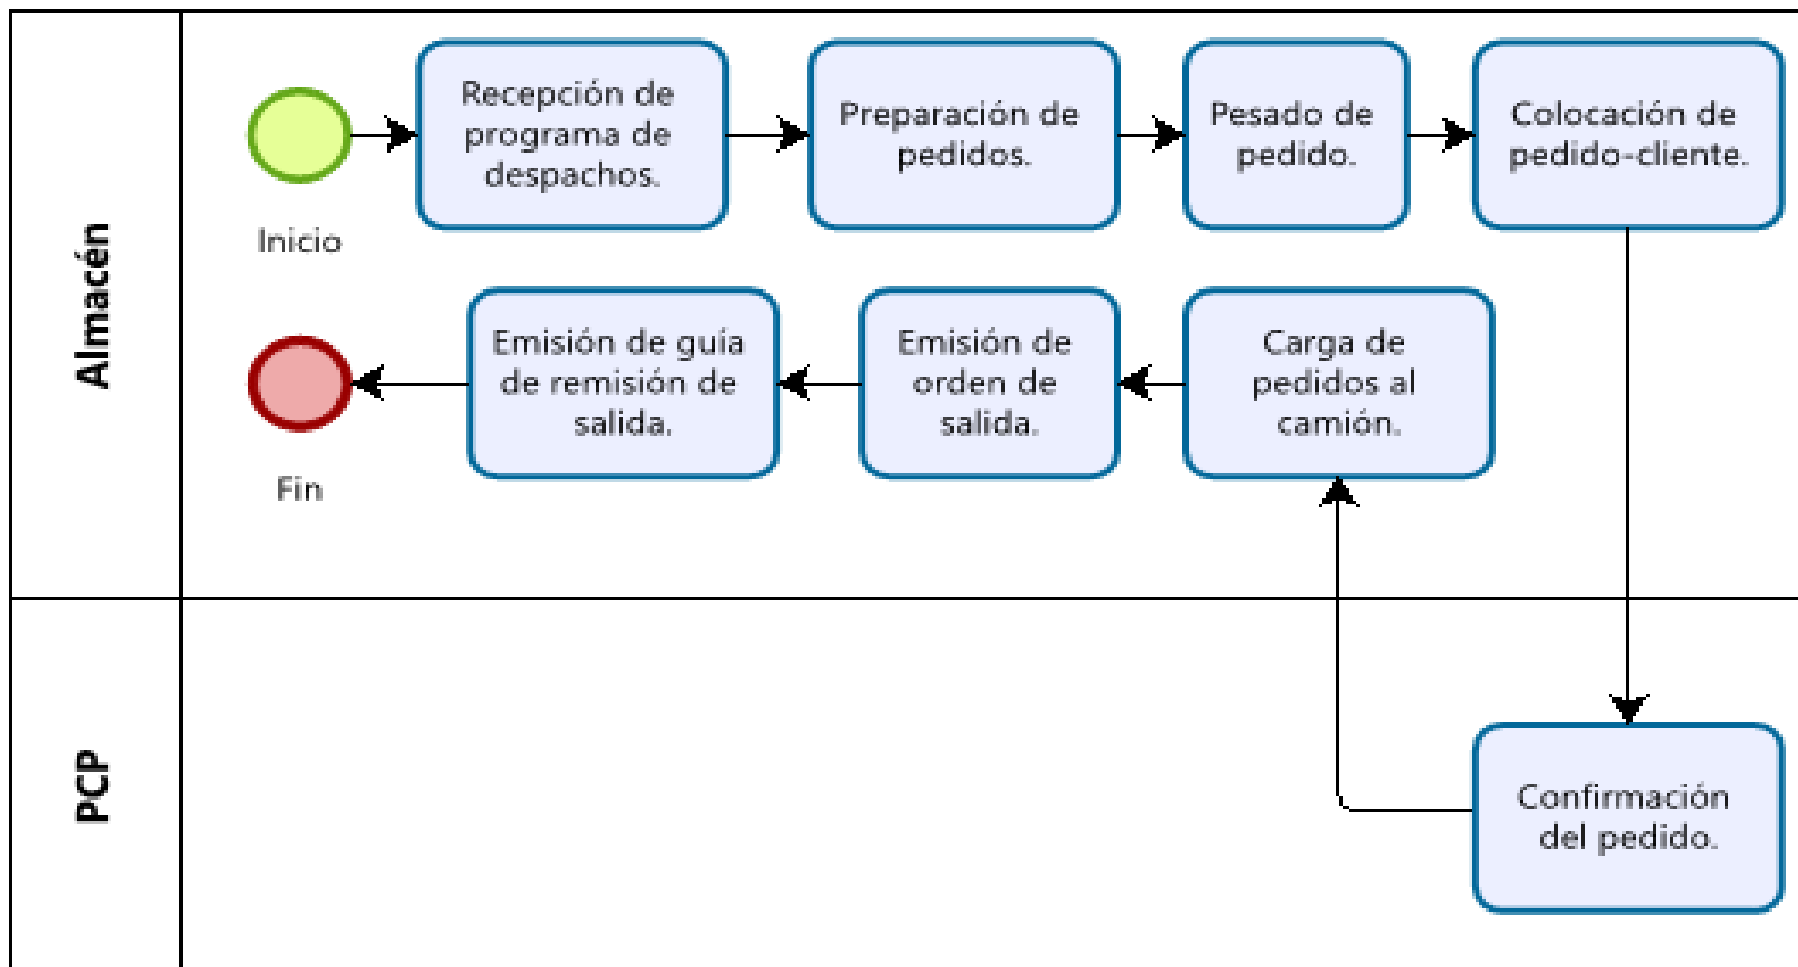 Almacén
Inicio
Recepción de
programa de
despachos.
Preparación de
pedidos.
Pesado de
pedido.
Colocación de
pedido-cliente.
Fin
Emisión de guía
de remisión de
salida.
Emisión de
orden de
salida.
Carga de
pedidos al
camión.
PCP
Confirmación
del pedido.